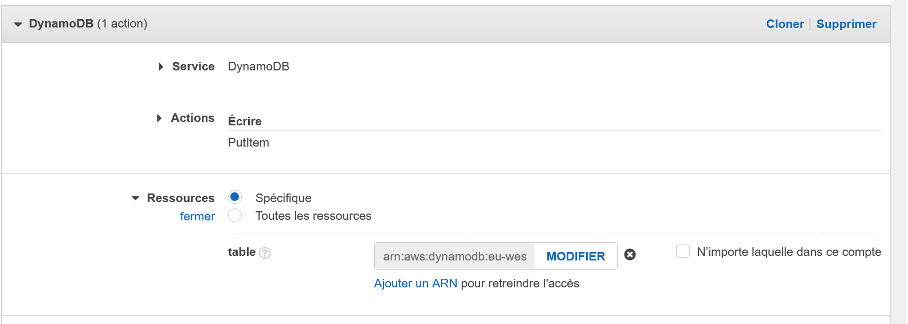 DynamoDB (1 action) Cloner | Supprimer
Service DynamoDB
Actions Écrire
PutItem
Ressources Spécifique
fermer Toutes les ressources
table ? arn:aws:dynamodb:eu-wes MODIFIER N'importe laquelle dans ce compte
Ajouter un ARN pour retreindre l'accès